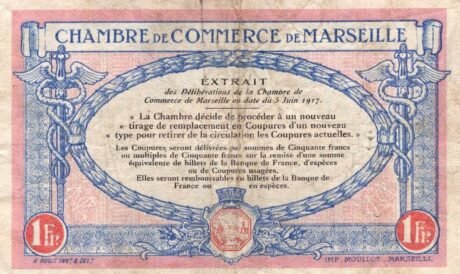 CHAMBRE DE COMMERCE DE MARSEILLE
EXTRAIT
des Délibérations de la Chambre de
Commerce de Marseille en date du 5 Juin 1917.
« La Chambre décide de procéder à un nouveau
« tirage de remplacement en Coupures d'un nouveau
« type pour retirer de la circulation les Coupures actuelles. »
Les Coupures seront délivrées par sommes de Cinquante francs
ou multiples de Cinquante francs sur la remise d'une somme
équivalente de billets de la Banque de France, d'espèces
ou de Coupures usagées.
Elles seront remboursables en billets de la Banque
de France ou en espèces.
1 FR. 1 FR.
IMP. MOULLOT _ MARSEILLE